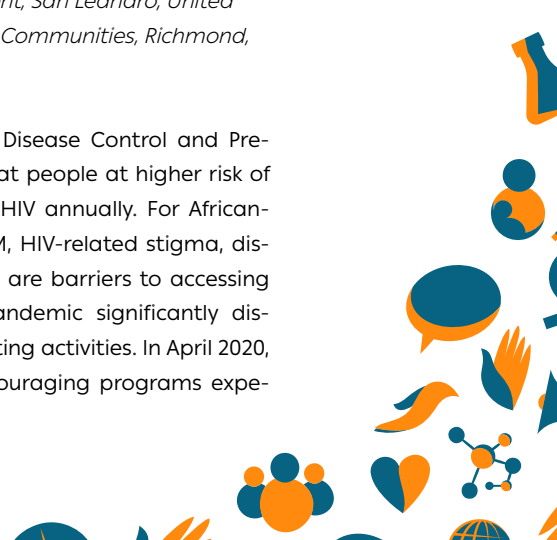 nt, San Leandro, United
Communities, Richmond,
Disease Control and Pre-
at people at higher risk of
HIV annually. For African-
M, HIV-related stigma, dis-
are barriers to accessing
andemic significantly dis-
ting activities. In April 2020,
ouraging programs expe-